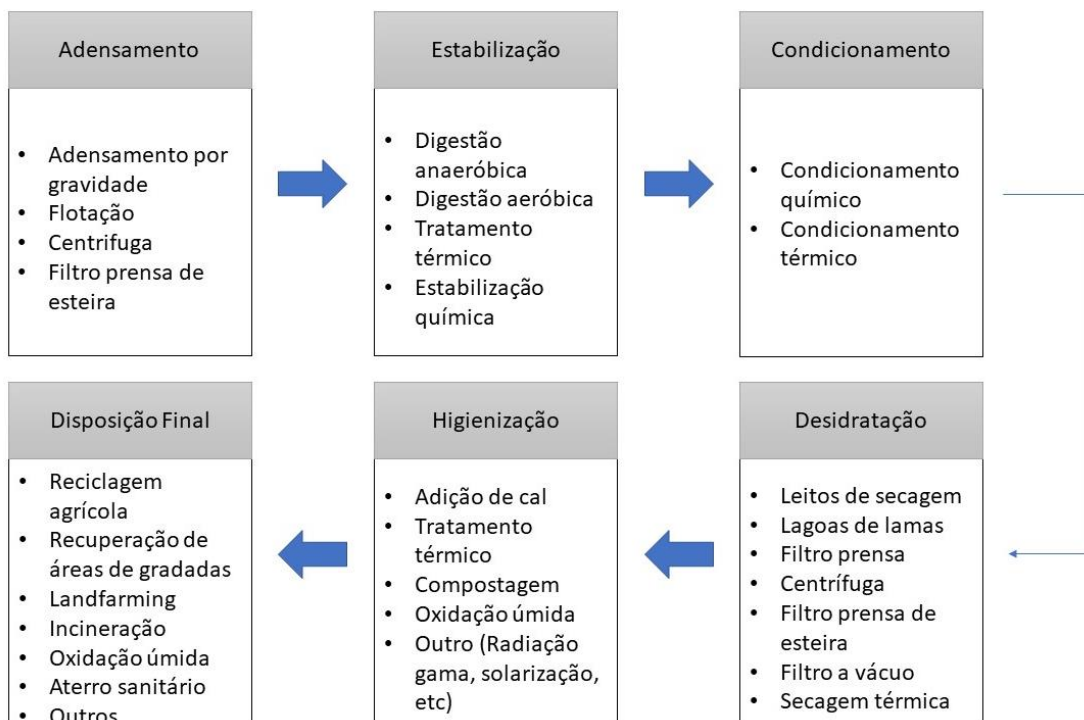 Adensamento
• Adensamento por
gravidade
• Flotação
• Centrifuga
• Filtro prensa de
esteira
Estabilização
• Digestão
anaeróbica
• Digestão aeróbica
• Tratamento
térmico
• Estabilização
química
Condicionamento
• Condicionamento
químico
• Condicionamento
térmico
Desidratação
• Leitos de secagem
• Lagoas de lamas
• Filtro prensa
• Centrífuga
• Filtro prensa de
esteira
• Filtro a vácuo
• Secagem térmica
Higienização
• Adição de cal
• Tratamento
térmico
• Compostagem
• Oxidação úmida
• Outro (Radiação
gama, solarização,
etc)
Disposição Final
• Reciclagem
agrícola
• Recuperação de
áreas de gradadas
• Landfarming
• Incineração
• Oxidação úmida
• Aterro sanitário
• Outros